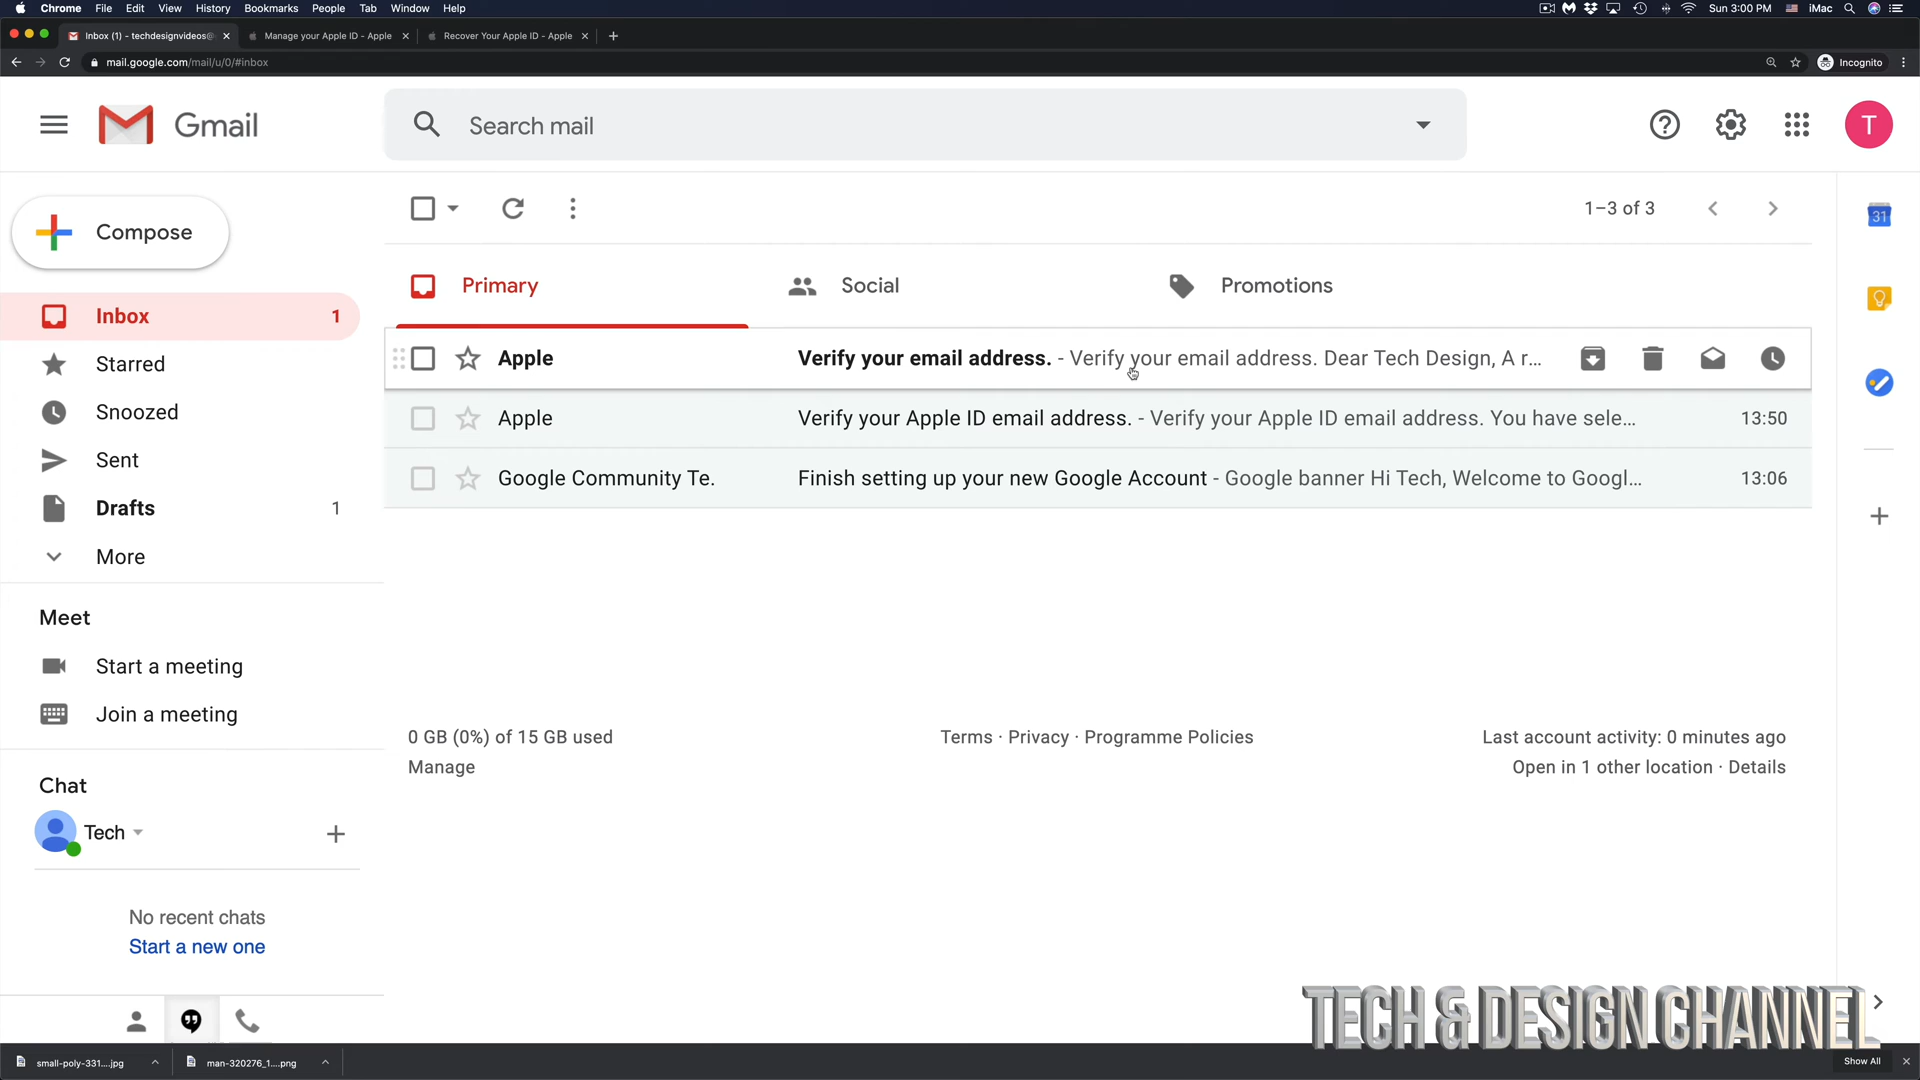 Chrome File Edit View History Bookmarks People Tab Window Help Sun 3:00 PM iMac
Inbox (1) - techdesignvideos@ Manage your Apple ID - Apple Recover Your Apple ID - Apple
mail.google.com/mail/u/0/#inbox Incognito
Gmail Search mail T
Compose 1–3 of 3
Primary Social Promotions
31
Inbox 1
Starred
Snoozed
Sent
Drafts 1
More
Apple Verify your email address. - Verify your email address. Dear Tech Design, A r...
Apple Verify your Apple ID email address. - Verify your Apple ID email address. You have sele... 13:50
Google Community Te. Finish setting up your new Google Account - Google banner Hi Tech, Welcome to Googl... 13:06
Meet
Start a meeting
Join a meeting
0 GB (0%) of 15 GB used Terms · Privacy · Programme Policies Last account activity: 0 minutes ago
Manage Open in 1 other location · Details
Chat
Tech
No recent chats
Start a new one
TECH & DESIGN CHANNEL
small-poly-331....jpg man-320276_1....png Show All